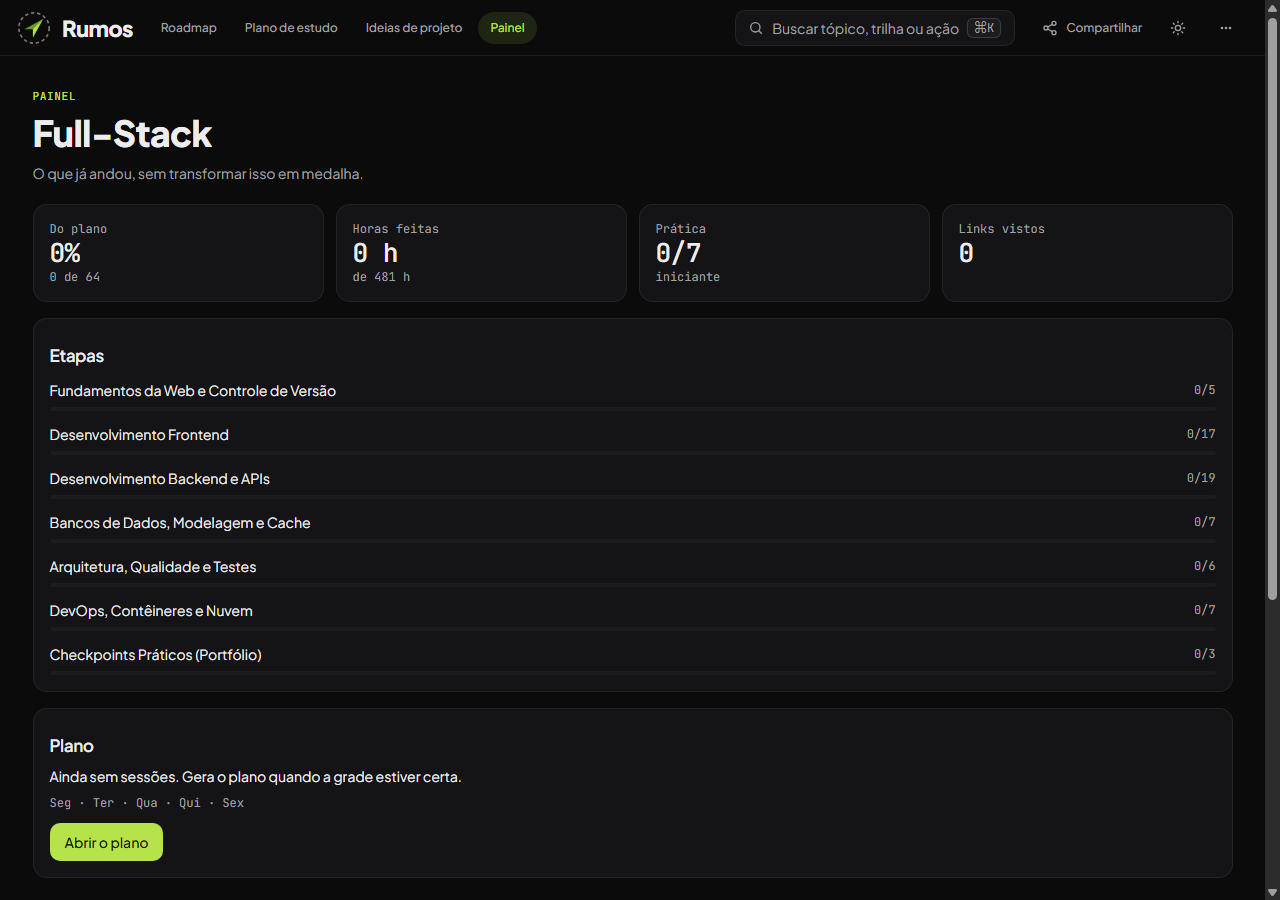 Rumos
Roadmap
Plano de estudo
Ideias de projeto
Painel
Buscar tópico, trilha ou ação
⌘K
Compartilhar
PAINEL
Full-Stack
O que já andou, sem transformar isso em medalha.
Do plano
0%
0 de 64
Horas feitas
0 h
de 481 h
Prática
0/7
iniciante
Links vistos
0
Etapas
Fundamentos da Web e Controle de Versão 0/5
Desenvolvimento Frontend 0/17
Desenvolvimento Backend e APIs 0/19
Bancos de Dados, Modelagem e Cache 0/7
Arquitetura, Qualidade e Testes 0/6
DevOps, Contêineres e Nuvem 0/7
Checkpoints Práticos (Portfólio) 0/3
Plano
Ainda sem sessões. Gera o plano quando a grade estiver certa.
Seg · Ter · Qua · Qui · Sex
Abrir o plano